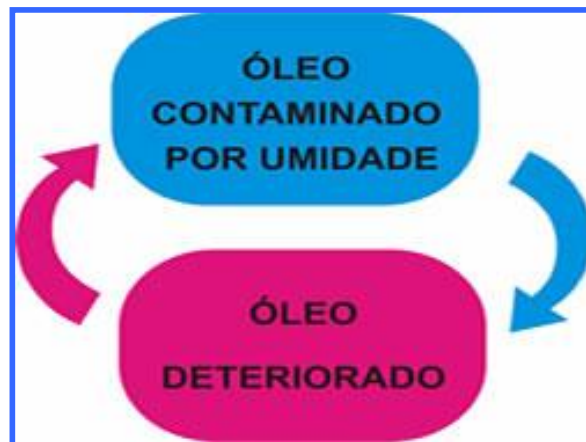 ÓLEO
CONTAMINADO
POR UMIDADE
ÓLEO
DETERIORADO